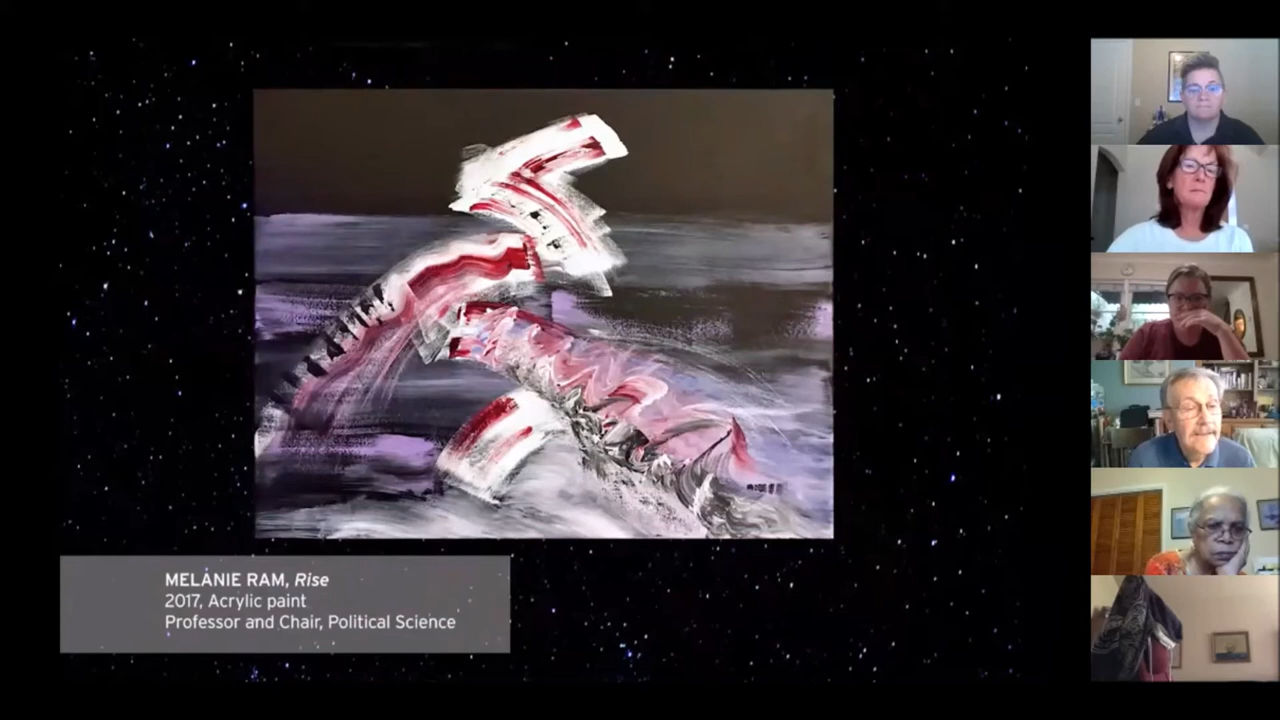 MELANIE RAM, Rise
2017, Acrylic paint
Professor and Chair, Political Science